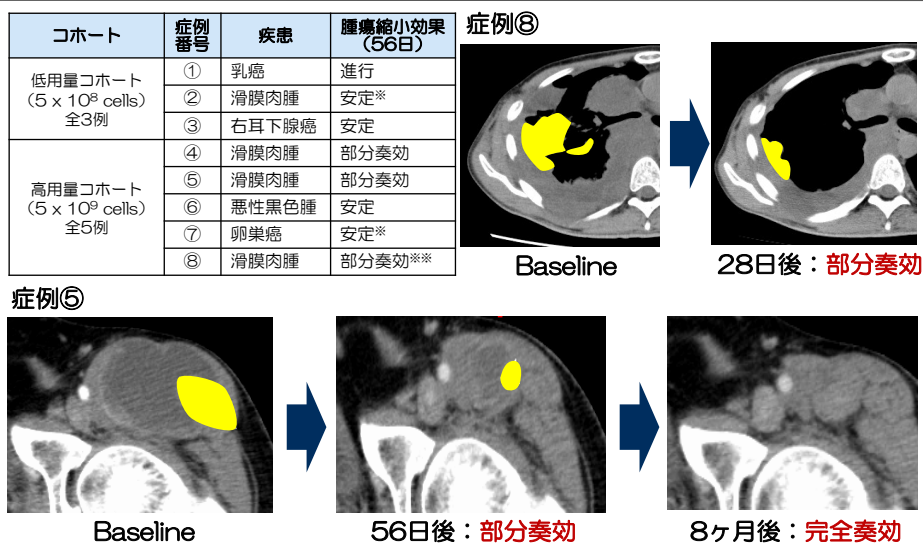 コホート 症例番号 疾患 腫瘍縮小効果（56日）
低用量コホート（5 x 10⁸ cells）全3例
① 乳癌 進行
② 滑膜肉腫 安定※
③ 右耳下腺癌 安定
高用量コホート（5 x 10⁹ cells）全5例
④ 滑膜肉腫 部分奏効
⑤ 滑膜肉腫 部分奏効
⑥ 悪性黒色腫 安定
⑦ 卵巣癌 安定※
⑧ 滑膜肉腫 部分奏効※※
症例⑧
Baseline
28日後：部分奏効
症例⑤
Baseline
56日後：部分奏効
8ヶ月後：完全奏効